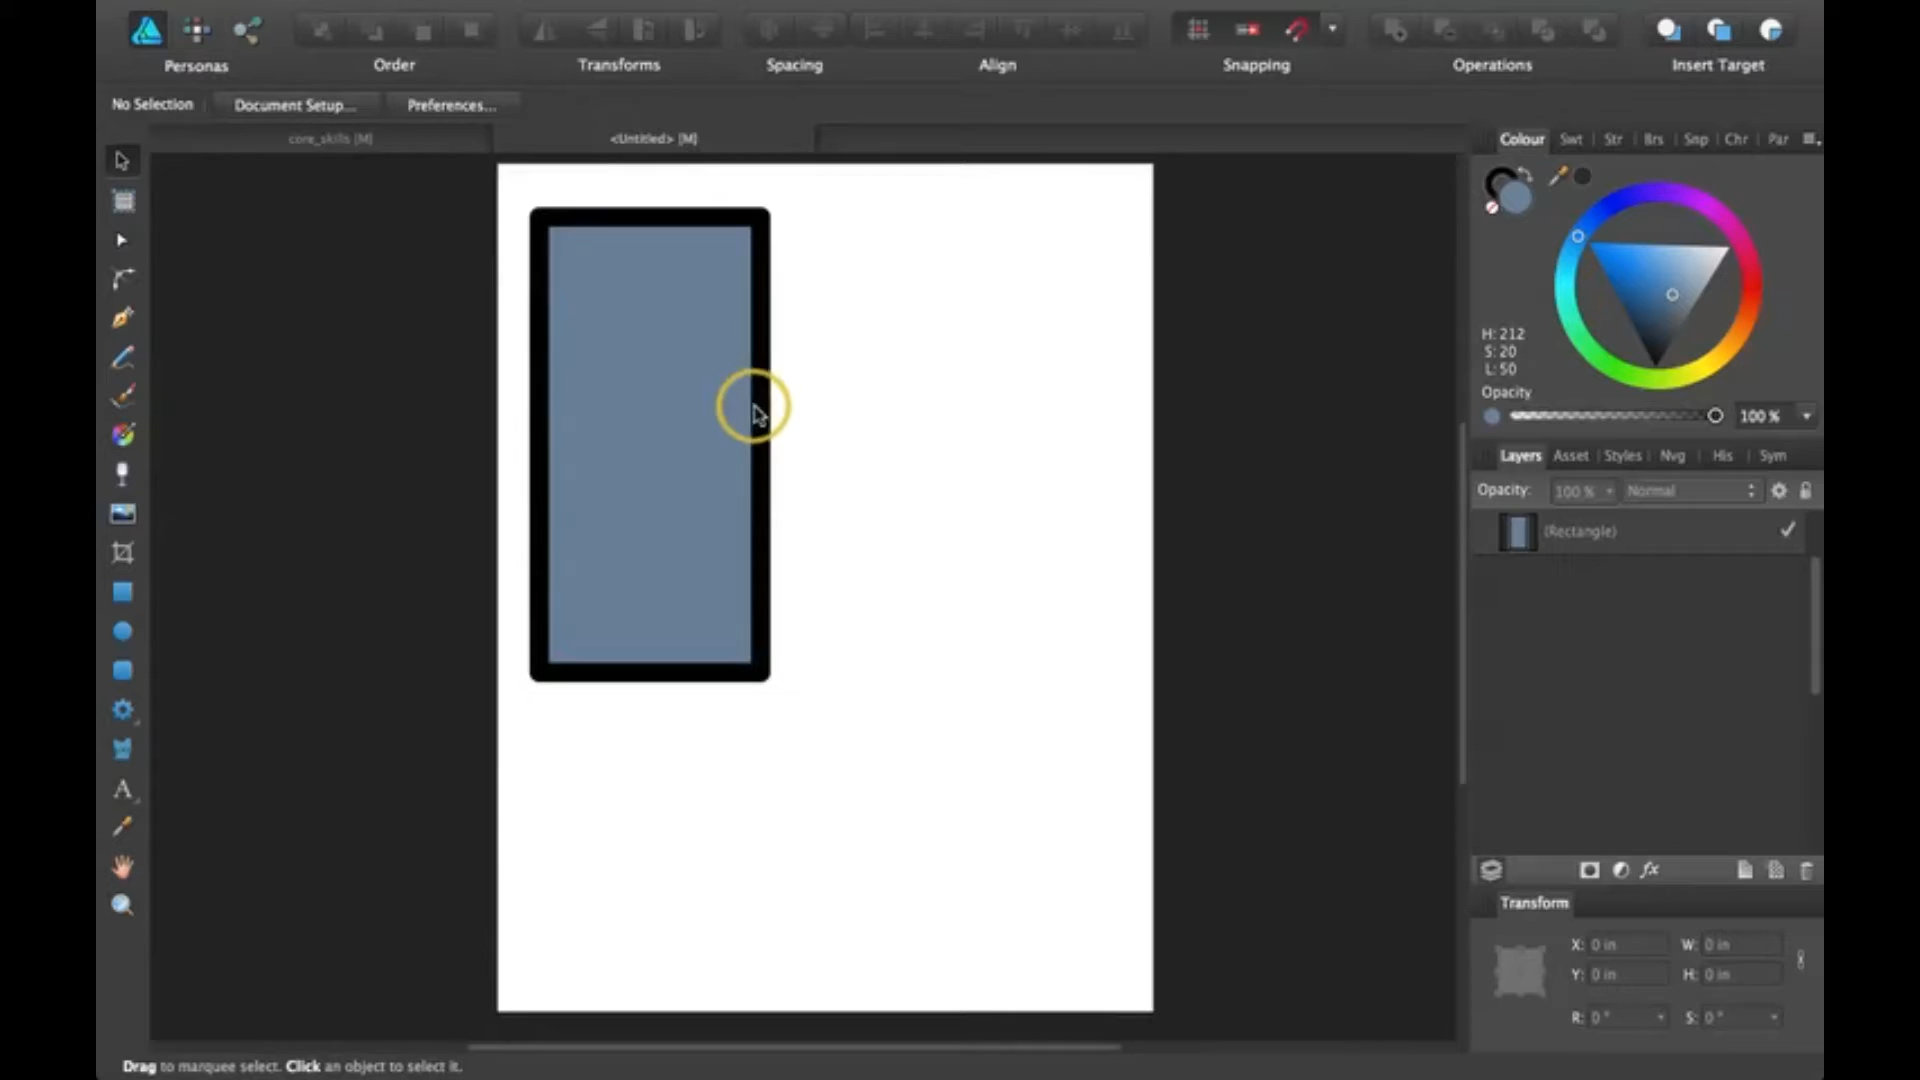 Personas
Order
Transforms
Spacing
Align
Snapping
Operations
Insert Target
No Selection
Document Setup...
Preferences...
core_skills [M]
<Untitled> [M]
Colour Swt Str Brs Snp Chr Par
H: 212
S: 20
L: 50
Opacity
100 %
Layers Asset Styles Nvg His Sym
Opacity: 100 % Normal
(Rectangle)
fx
Transform
X: 0 in W: 0 in
Y: 0 in H: 0 in
R: 0 ° S: 0 °
A
Drag to marquee select. Click an object to select it.